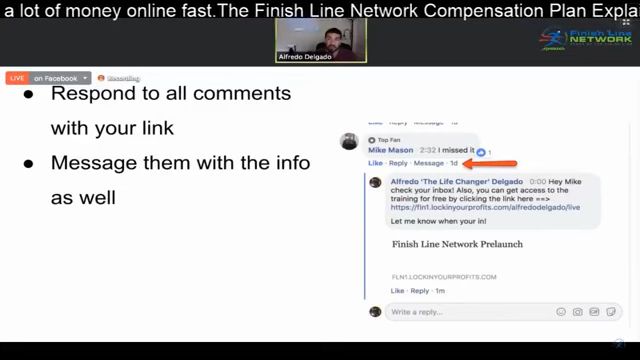 a lot of money online fast.The Finish Line Network Compensation Plan Expla
Alfredo Delgado
FINISH LINE
NETWORK
LIVE on Facebook
Recording
● Respond to all comments
with your link
● Message them with the info
as well
Like · Reply · Message · 1d
Top Fan
Mike Mason 2:32 I missed it
1
Like · Reply · Message · 1d
Alfredo 'The Life Changer' Delgado 0:00 Hey Mike
check your inbox! Also, you can get access to the
training for free by clicking the link here ==>
https://fln1.lockinyourprofits.com/alfredodelgado/live
Let me know when your in!
Finish Line Network Prelaunch
FLN1.LOCKINYOURPROFITS.COM
Like · Reply · 1m
Write a reply...